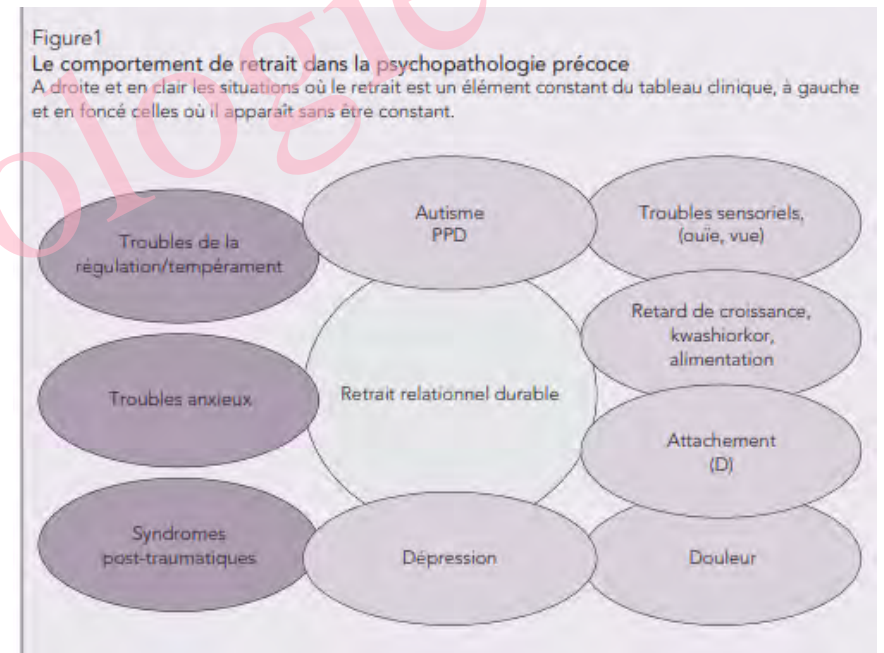 Figure1
Le comportement de retrait dans la psychopathologie précoce
A droite et en clair les situations où le retrait est un élément constant du tableau clinique, à gauche
et en foncé celles où il apparaît sans être constant.
Autisme
PPD
Troubles sensoriels,
(ouïe, vue)
Troubles de la
régulation/tempérament
Retard de croissance,
kwashiorkor,
alimentation
Troubles anxieux
Retrait relationnel durable
Attachement
(D)
Syndromes
post-traumatiques
Dépression
Douleur
ologie